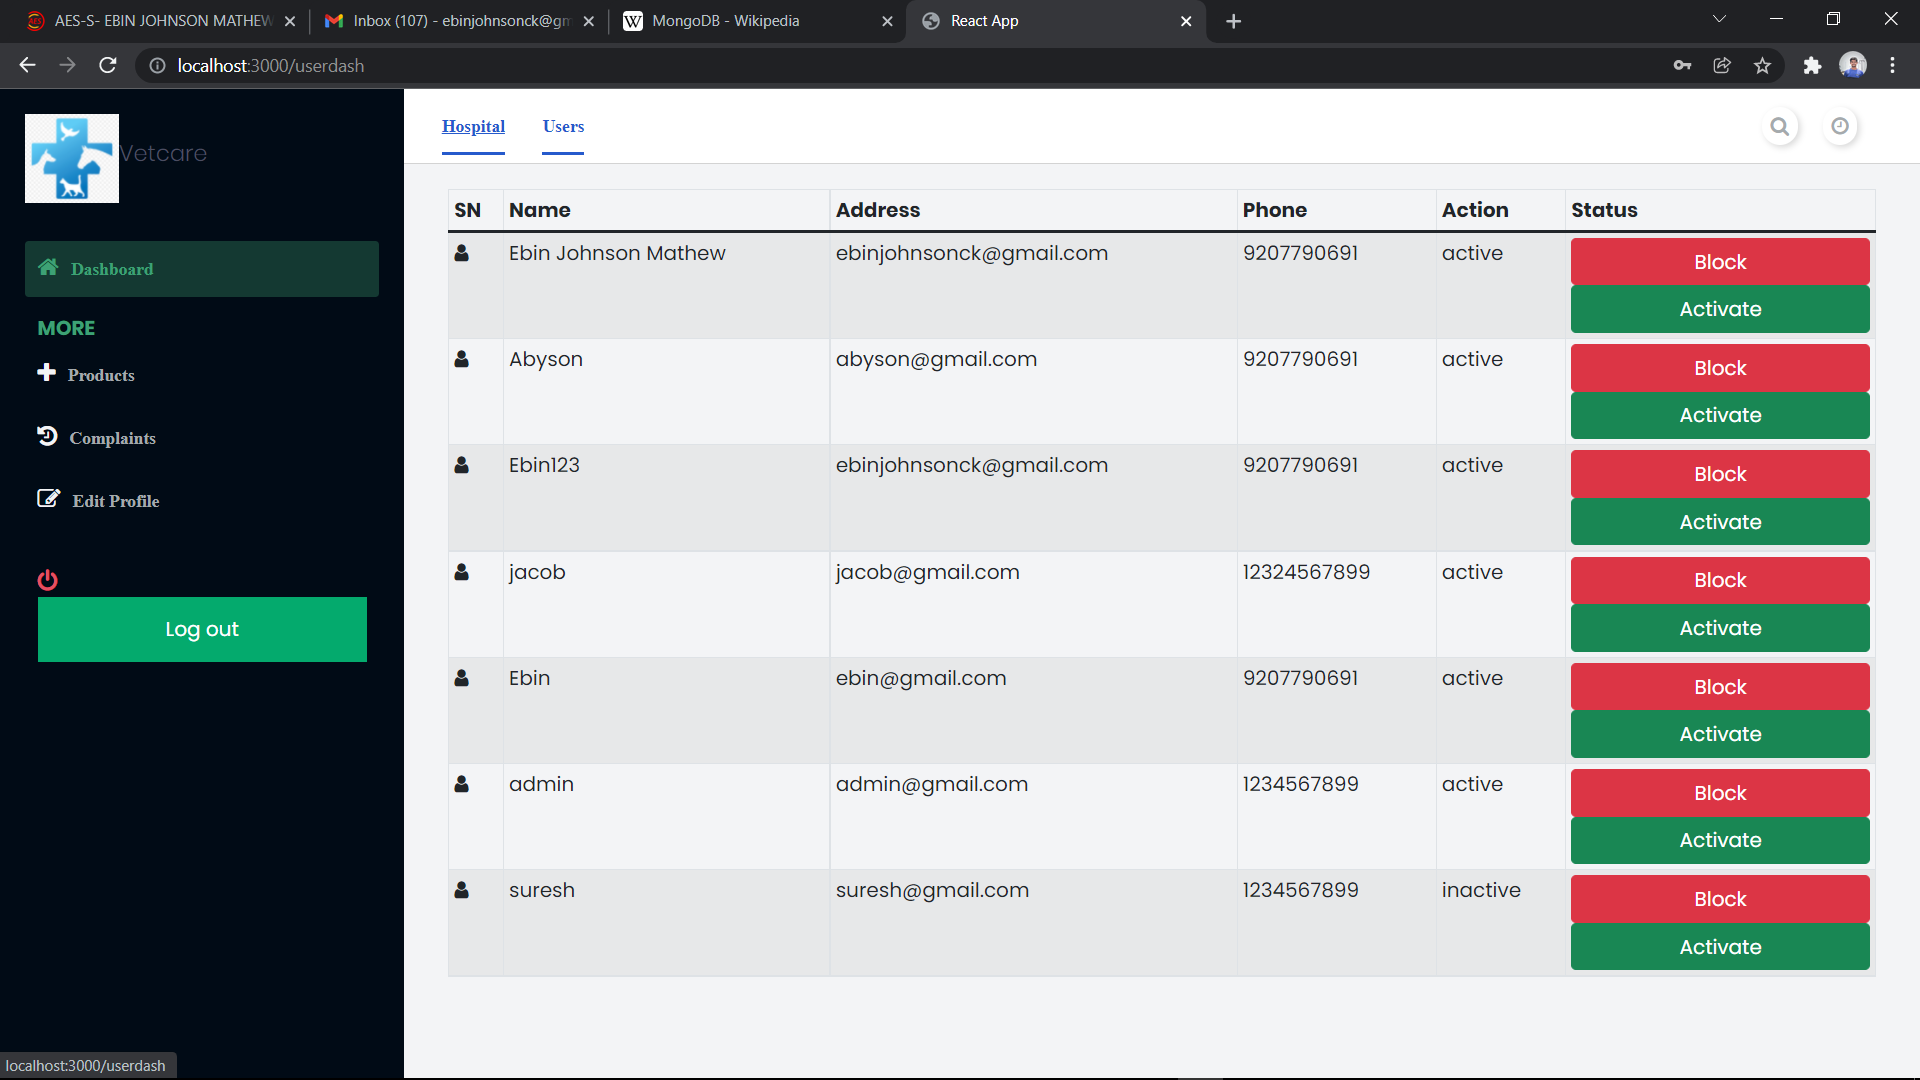 AES-S- EBIN JOHNSON MATHEW
Inbox (107) - ebinjohnsonck@gm
MongoDB - Wikipedia
React App
localhost:3000/userdash
Vetcare
Dashboard
MORE
Products
Complaints
Edit Profile
Log out
Hospital Users
SN Name Address Phone Action Status
Ebin Johnson Mathew ebinjohnsonck@gmail.com 9207790691 active Block
Activate
Abyson abyson@gmail.com 9207790691 active Block
Activate
Ebin123 ebinjohnsonck@gmail.com 9207790691 active Block
Activate
jacob jacob@gmail.com 12324567899 active Block
Activate
Ebin ebin@gmail.com 9207790691 active Block
Activate
admin admin@gmail.com 1234567899 active Block
Activate
suresh suresh@gmail.com 1234567899 inactive Block
Activate
localhost:3000/userdash